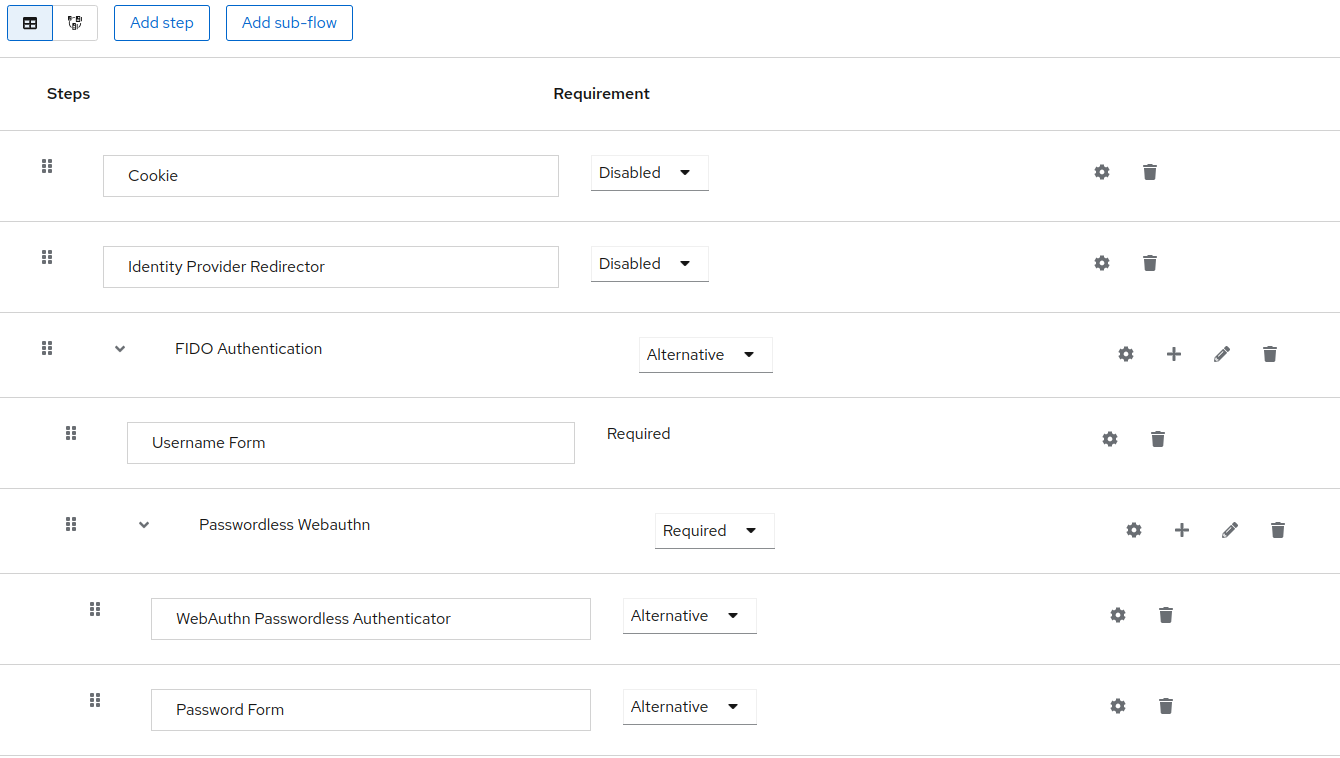 Add step Add sub-flow
Steps Requirement
Cookie Disabled
Identity Provider Redirector Disabled
FIDO Authentication Alternative
Username Form Required
Passwordless Webauthn Required
WebAuthn Passwordless Authenticator Alternative
Password Form Alternative